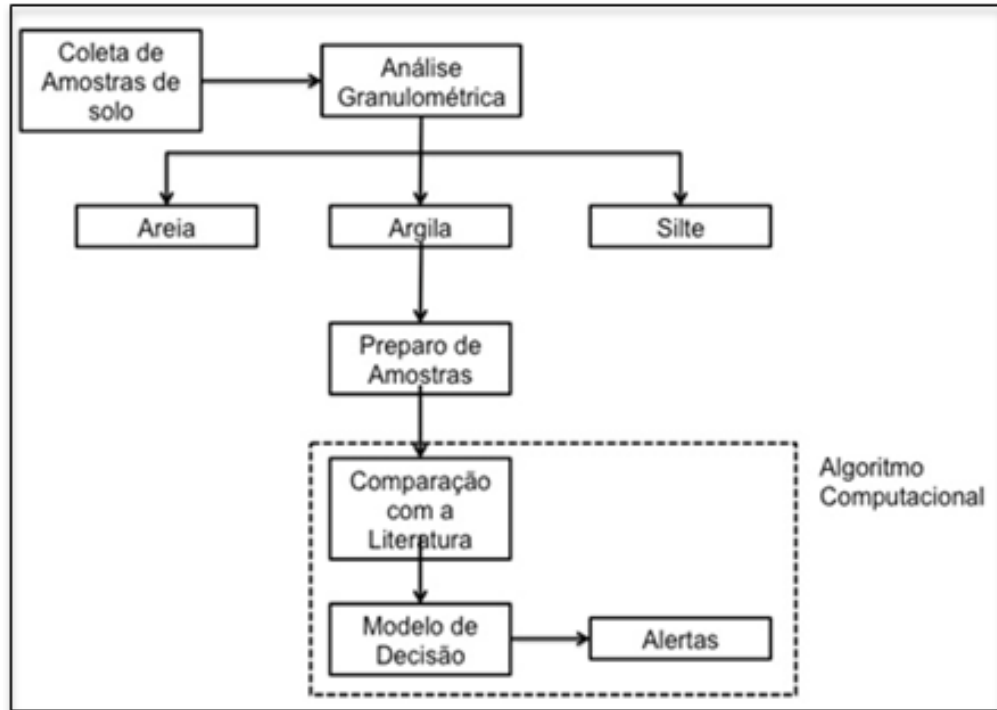 Coleta de
Amostras de
solo
Análise
Granulométrica
Areia
Argila
Silte
Preparo de
Amostras
Comparação
com a
Literatura
Algoritmo
Computacional
Modelo de
Decisão
Alertas